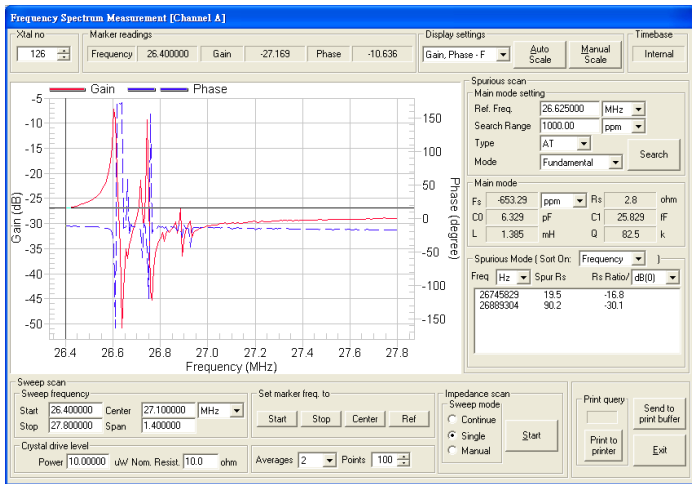 Frequency Spectrum Measurement [Channel A]
Xtal no
126
Marker readings
Frequency 26.400000 Gain -27.169 Phase -10.636
Display settings
Gain, Phase - F Auto Scale Manual Scale
Timebase
Internal
Gain Phase
-5
-10
-15
-20
-25
-30
-35
-40
-45
-50
Gain (dB)
150
100
50
0
-50
-100
-150
Phase (degree)
26.4 26.6 26.8 27.0 27.2 27.4 27.6 27.8
Frequency (MHz)
Spurious scan
Main mode setting
Ref. Freq. 26.625000 MHz
Search Range 1000.00 ppm
Type AT
Mode Fundamental
Search
Main mode
Fs -653.29 ppm Rs 2.8 ohm
C0 6.329 pF C1 25.829 fF
L 1.385 mH Q 82.5 k
Spurious Mode ( Sort On: Frequency )
Freq Hz Spur Rs Rs Ratio/ dB(0)
26745829 19.5 -16.8
26889304 90.2 -30.1
Sweep scan
Sweep frequency
Start 26.400000 Center 27.100000 MHz
Stop 27.800000 Span 1.400000
Crystal drive level
Power 10.00000 uW Nom. Resist. 10.0 ohm
Set marker freq. to
Start Stop Center Ref
Averages 2 Points 100
Impedance scan
Sweep mode
Continue
Single
Manual
Start
Print query
Send to print buffer
Print to printer
Exit